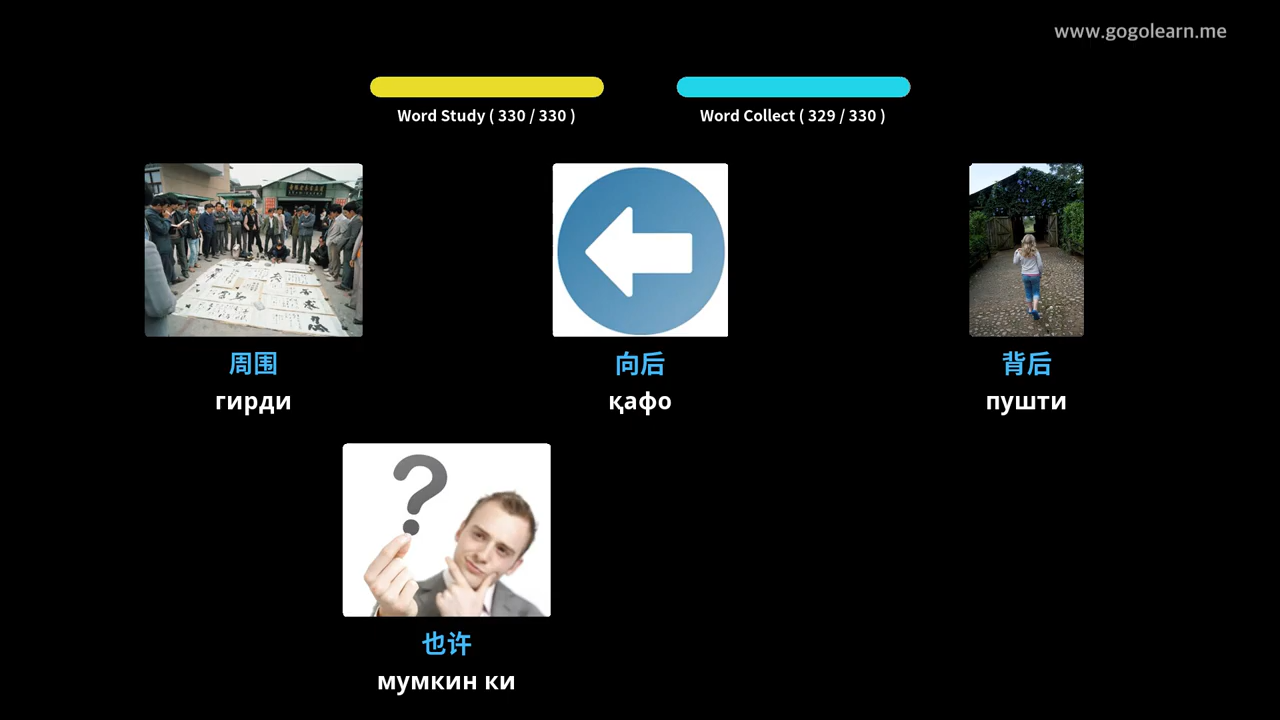 www.gogolearn.me
Word Study ( 330 / 330 )
Word Collect ( 329 / 330 )
周围
гирди
向后
қафо
背后
пушти
也许
мумкин ки